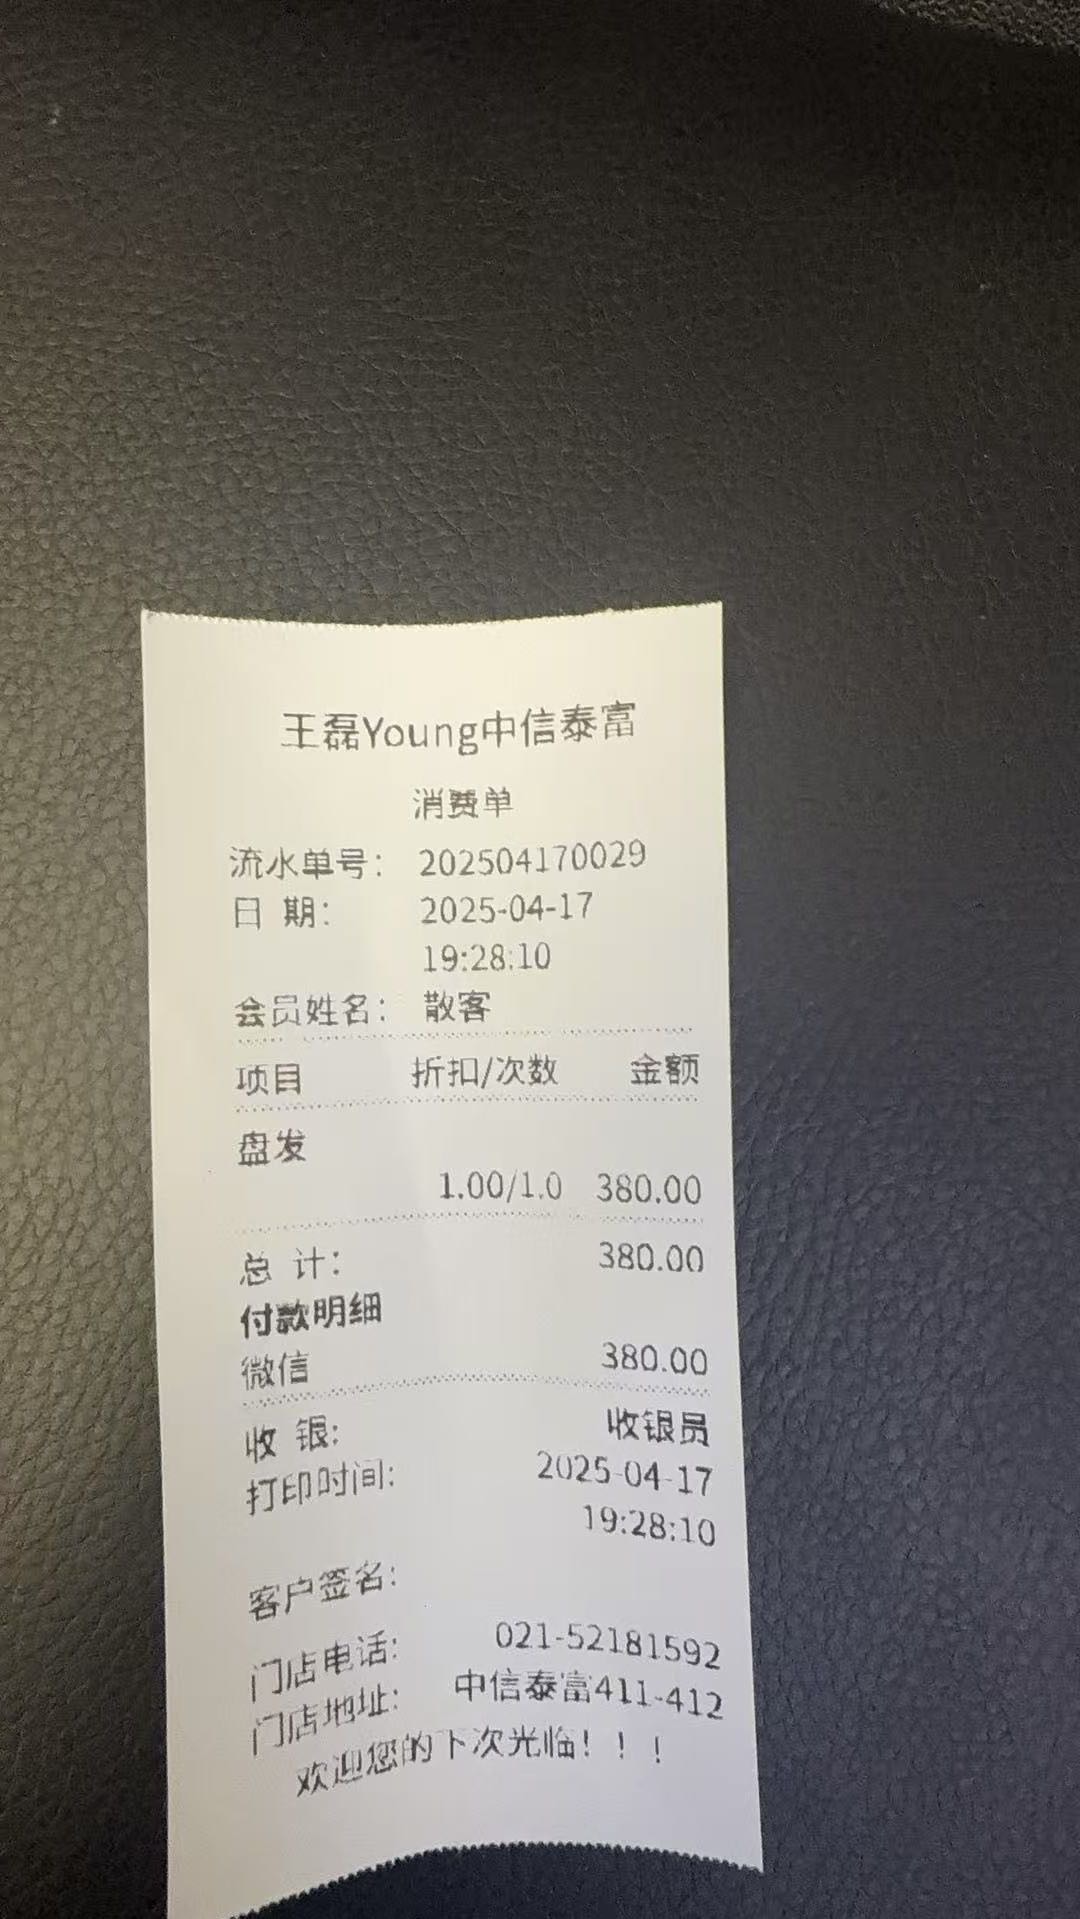 王磊Young中信泰富
消费单
流水单号： 202504170029
日 期： 2025-04-17
19:28:10
会员姓名： 散客
项目 折扣/次数 金额
盘发
1.00/1.0 380.00
总 计： 380.00
付款明细
微信 380.00
收 银: 收银员
打印时间: 2025-04-17
19:28:10
客户签名:
门店电话: 021-52181592
门店地址: 中信泰富411-412
欢迎您的下次光临！！！